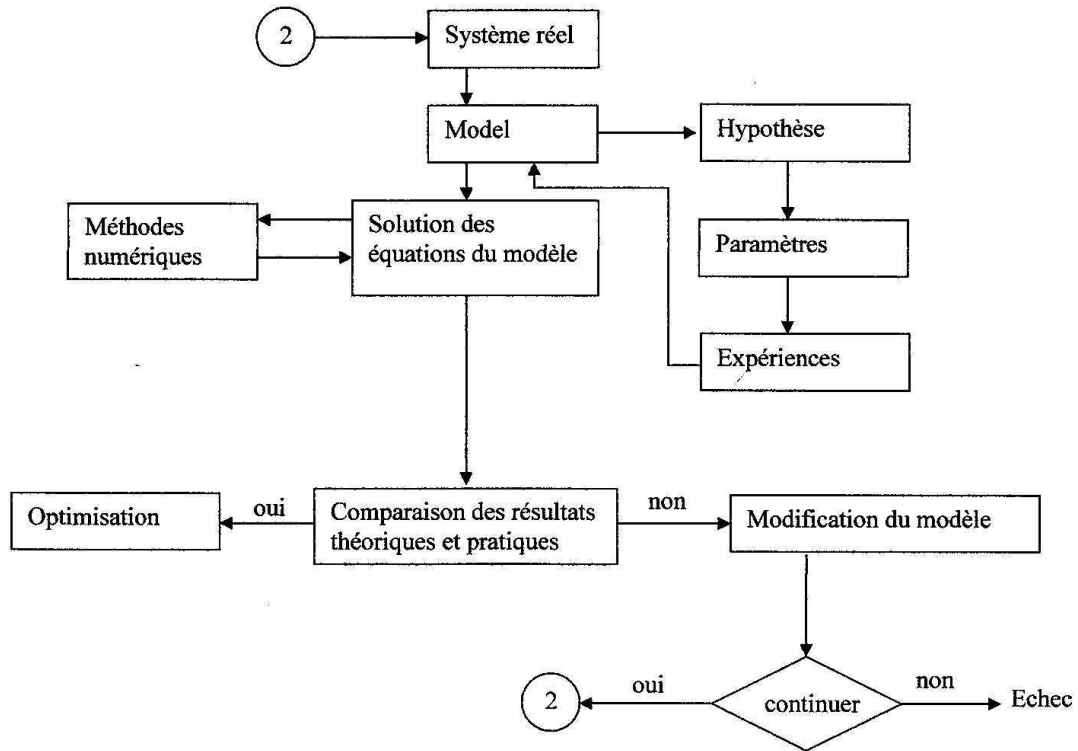 2
Système réel
Model
Hypothèse
Méthodes
numériques
Solution des
équations du modèle
Paramètres
Expériences
Optimisation
oui
Comparaison des résultats
théoriques et pratiques
non
Modification du modèle
2
oui
continuer
non
Echec